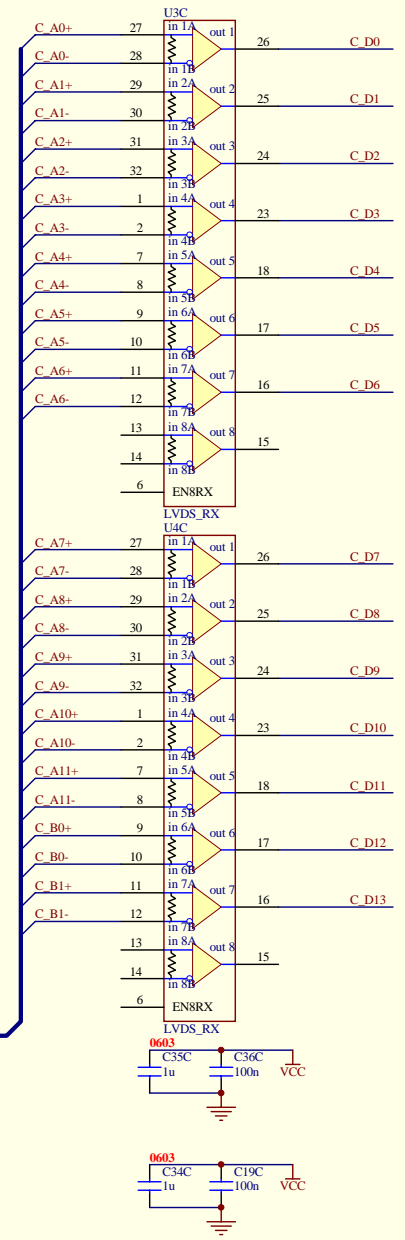 U3C
C_A0+ 27 in 1A out 1 26 C_D0
C_A0- 28 in 1B
C_A1+ 29 in 2A out 2 25 C_D1
C_A1- 30 in 2B
C_A2+ 31 in 3A out 3 24 C_D2
C_A2- 32 in 3B
C_A3+ 1 in 4A out 4 23 C_D3
C_A3- 2 in 4B
C_A4+ 7 in 5A out 5 18 C_D4
C_A4- 8 in 5B
C_A5+ 9 in 6A out 6 17 C_D5
C_A5- 10 in 6B
C_A6+ 11 in 7A out 7 16 C_D6
C_A6- 12 in 7B
13 in 8A out 8 15
14 in 8B
6 EN8RX
LVDS_RX
U4C
C_A7+ 27 in 1A out 1 26 C_D7
C_A7- 28 in 1B
C_A8+ 29 in 2A out 2 25 C_D8
C_A8- 30 in 2B
C_A9+ 31 in 3A out 3 24 C_D9
C_A9- 32 in 3B
C_A10+ 1 in 4A out 4 23 C_D10
C_A10- 2 in 4B
C_A11+ 7 in 5A out 5 18 C_D11
C_A11- 8 in 5B
C_B0+ 9 in 6A out 6 17 C_D12
C_B0- 10 in 6B
C_B1+ 11 in 7A out 7 16 C_D13
C_B1- 12 in 7B
13 in 8A out 8 15
14 in 8B
6 EN8RX
LVDS_RX
0603
C35C C36C
1u 100n VCC
0603
C34C C19C
1u 100n VCC